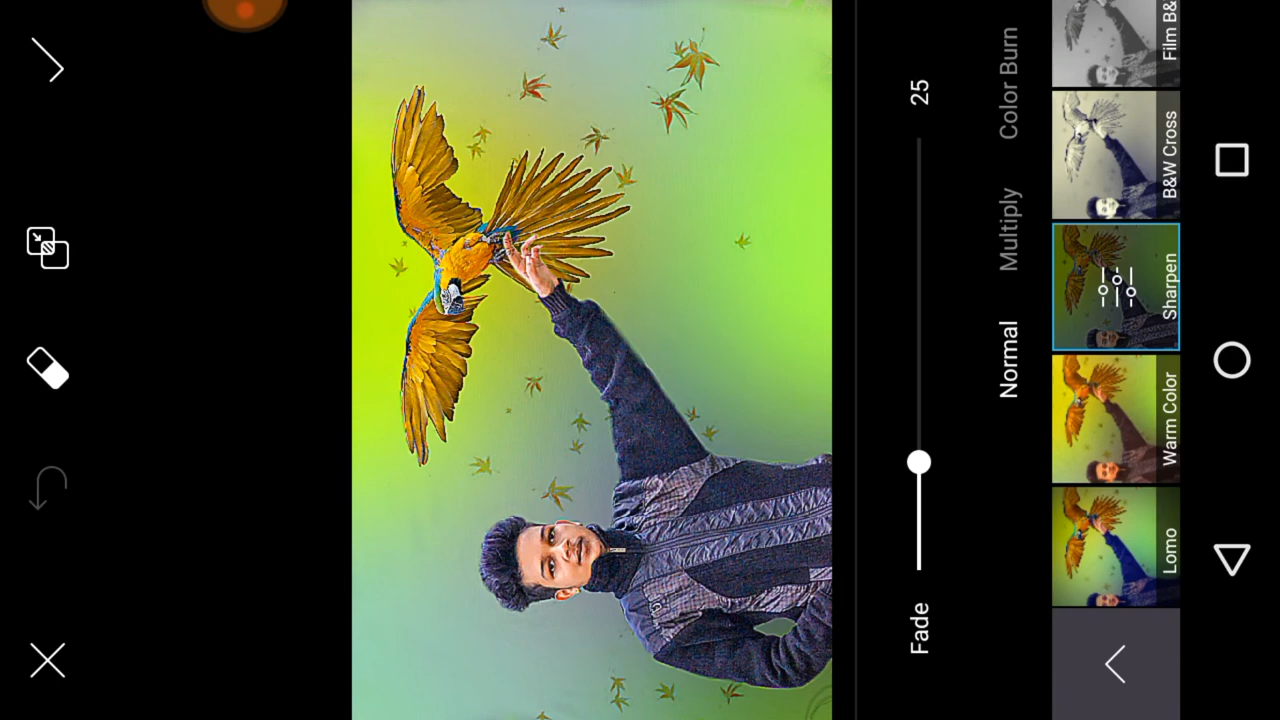 Fade
25
Normal
Multiply
Color Burn
Lomo
Warm Color
Sharpen
B&W Cross
Film B&